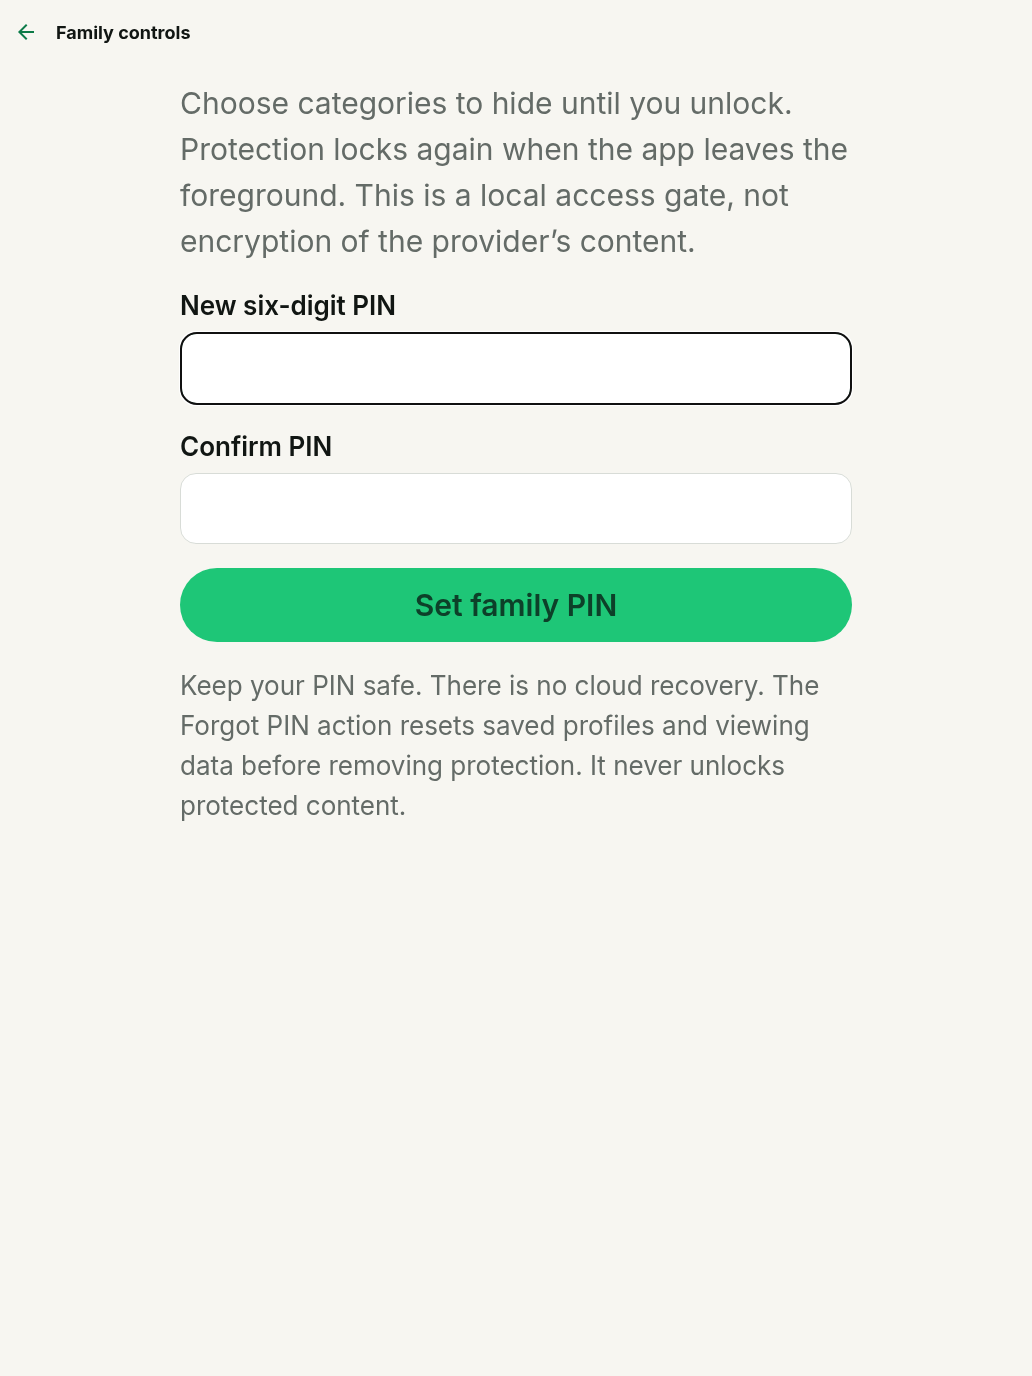 Family controls
Choose categories to hide until you unlock.
Protection locks again when the app leaves the
foreground. This is a local access gate, not
encryption of the provider’s content.
New six-digit PIN
Confirm PIN
Set family PIN
Keep your PIN safe. There is no cloud recovery. The
Forgot PIN action resets saved profiles and viewing
data before removing protection. It never unlocks
protected content.